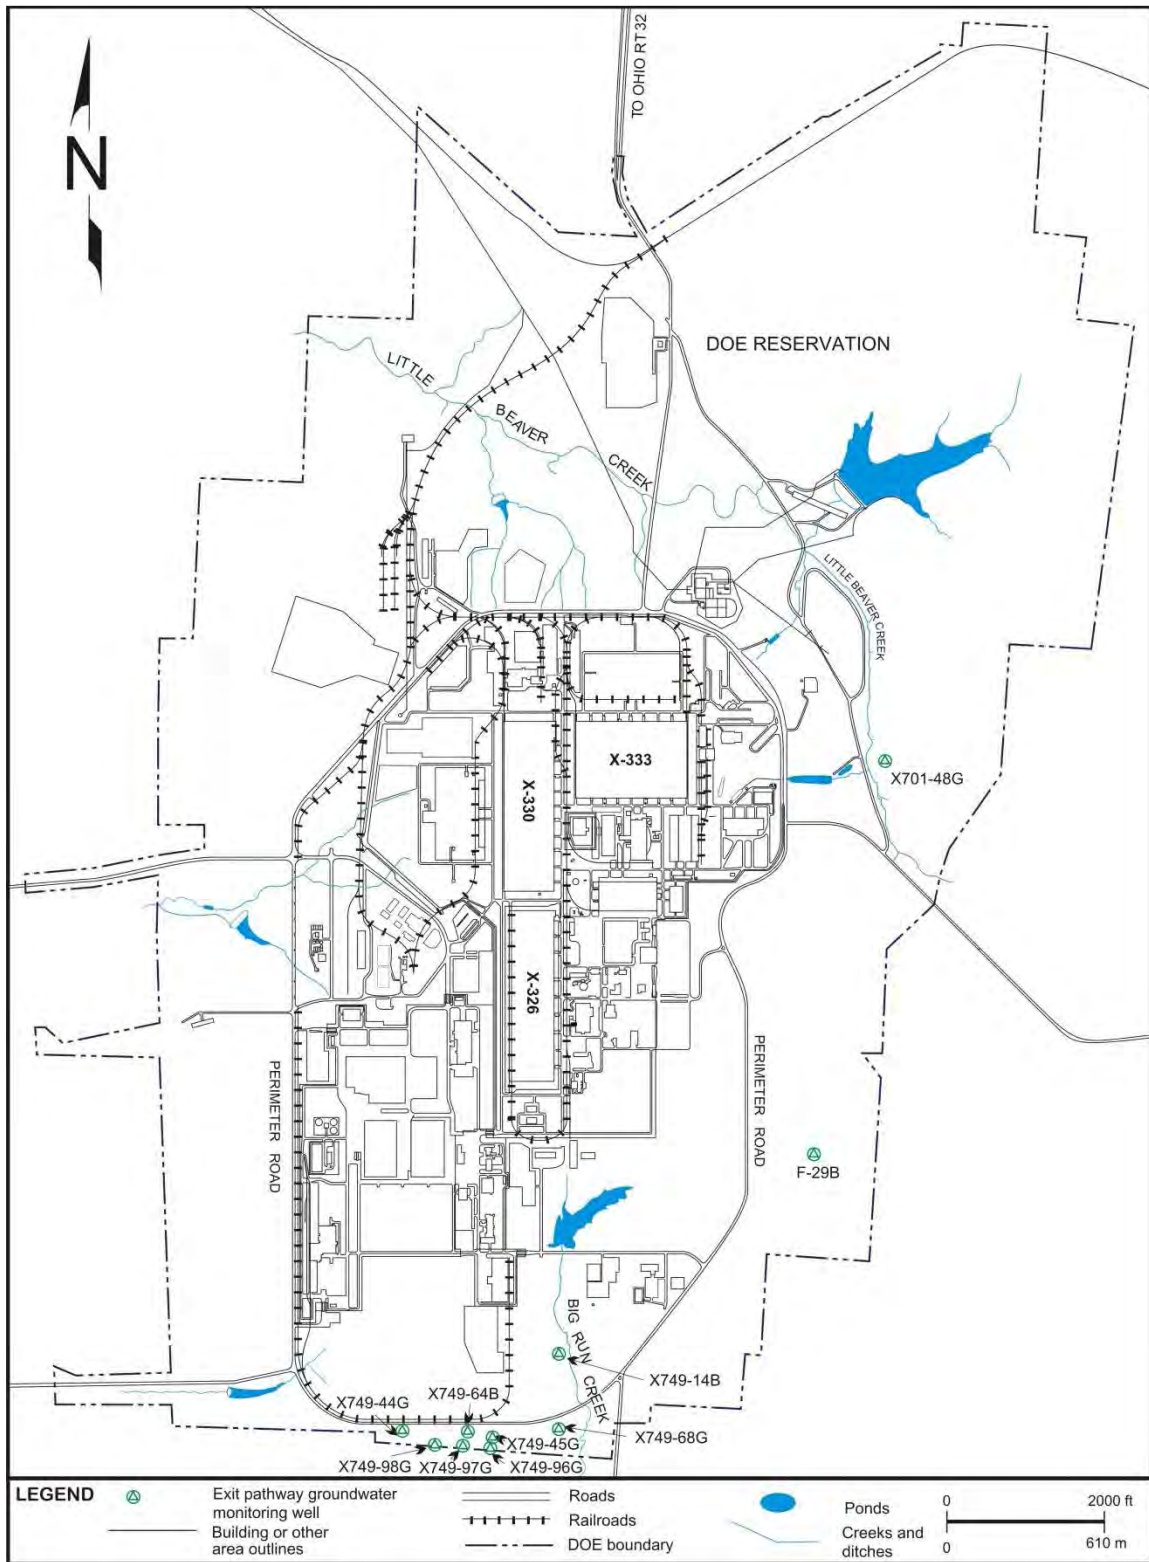 TO OHIO RT 32
N
DOE RESERVATION
LITTLE
BEAVER
CREEK
LITTLE BEAVER CREEK
X701-48G
X-333
X-330
X-326
PERIMETER ROAD
PERIMETER ROAD
F-29B
BIG RUN
CREEK
X749-14B
X749-64B
X749-44G
X749-68G
X749-45G
X749-98G
X749-97G
X749-96G
LEGEND
Exit pathway groundwater
monitoring well
Building or other
area outlines
Roads
Railroads
DOE boundary
Ponds
Creeks and
ditches
0
2000 ft
0
610 m